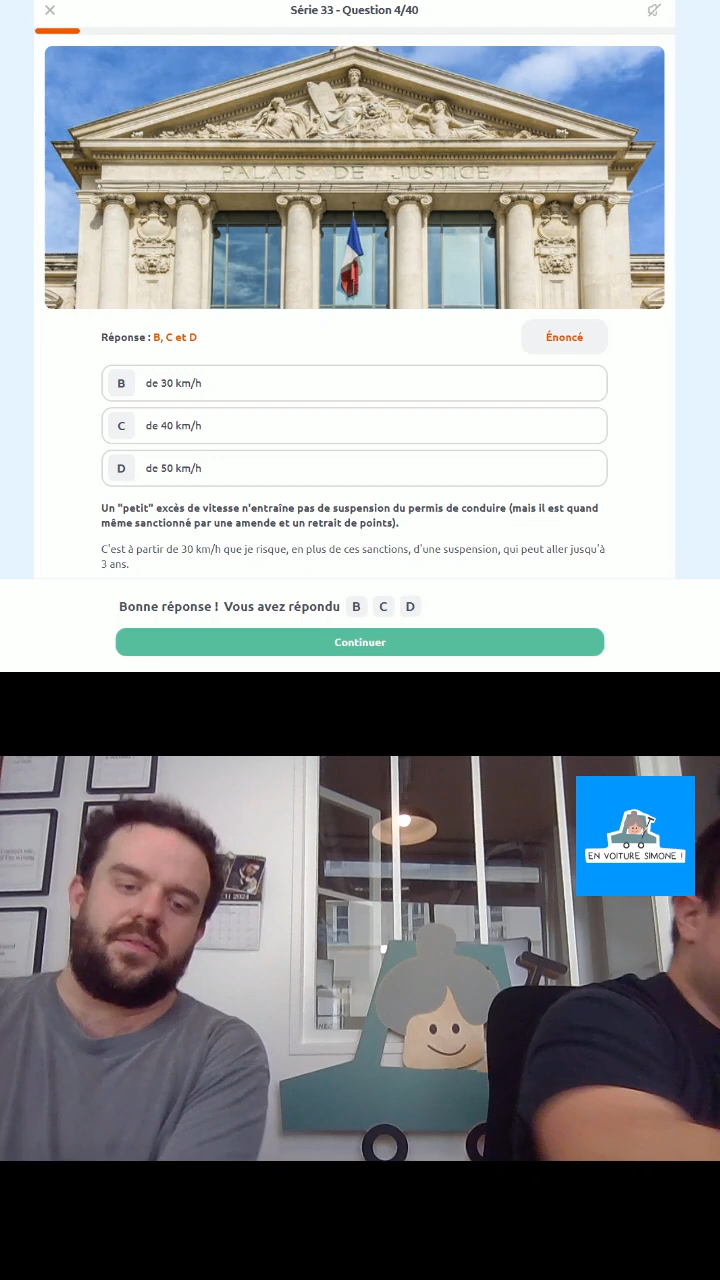 Série 33 - Question 4/40
PALAIS DE JUSTICE
Réponse : B, C et D
Énoncé
B de 30 km/h
C de 40 km/h
D de 50 km/h
Un "petit" excès de vitesse n'entraîne pas de suspension du permis de conduire (mais il est quand
même sanctionné par une amende et un retrait de points).
C'est à partir de 30 km/h que je risque, en plus de ces sanctions, d'une suspension, qui peut aller jusqu'à
3 ans.
Bonne réponse ! Vous avez répondu B C D
Continuer
EN VOITURE SIMONE !
2024